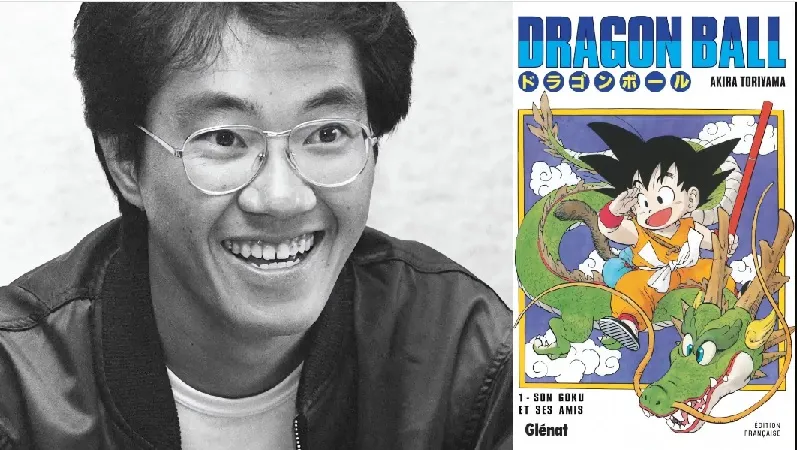 DRAGON BALL
ドラゴンボール
AKIRA TORIYAMA
1 - SON GOKU
ET SES AMIS
Glénat
ÉDITION
FRANÇAISE